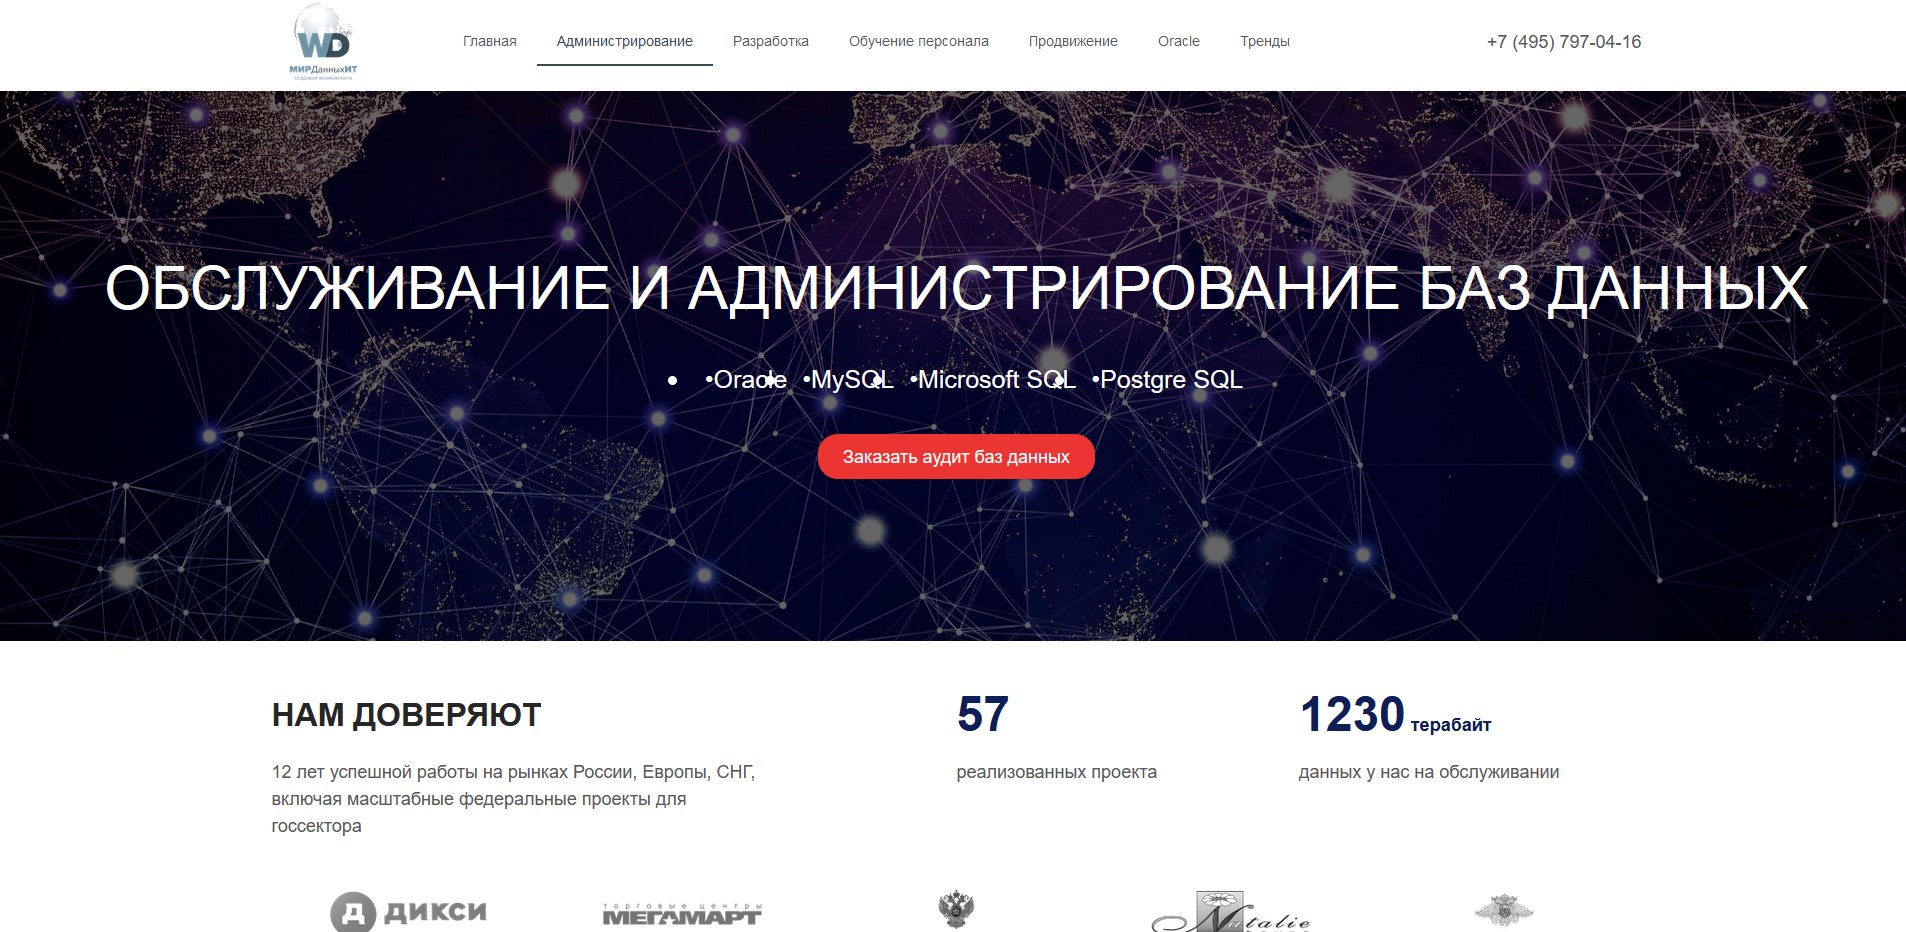 WD
МИРДанныхИТ
Главная
Администрирование
Разработка
Обучение персонала
Продвижение
Oracle
Тренды
+7 (495) 797-04-16
ОБСЛУЖИВАНИЕ И АДМИНИСТРИРОВАНИЕ БАЗ ДАННЫХ
•Oracle •MySQL •Microsoft SQL •Postgre SQL
Заказать аудит баз данных
НАМ ДОВЕРЯЮТ
12 лет успешной работы на рынках России, Европы, СНГ,
включая масштабные федеральные проекты для
госсектора
57
реализованных проекта
1230 терабайт
данных у нас на обслуживании
Д ДИКСИ
торговые центры
МЕГАМАРТ
Natalie